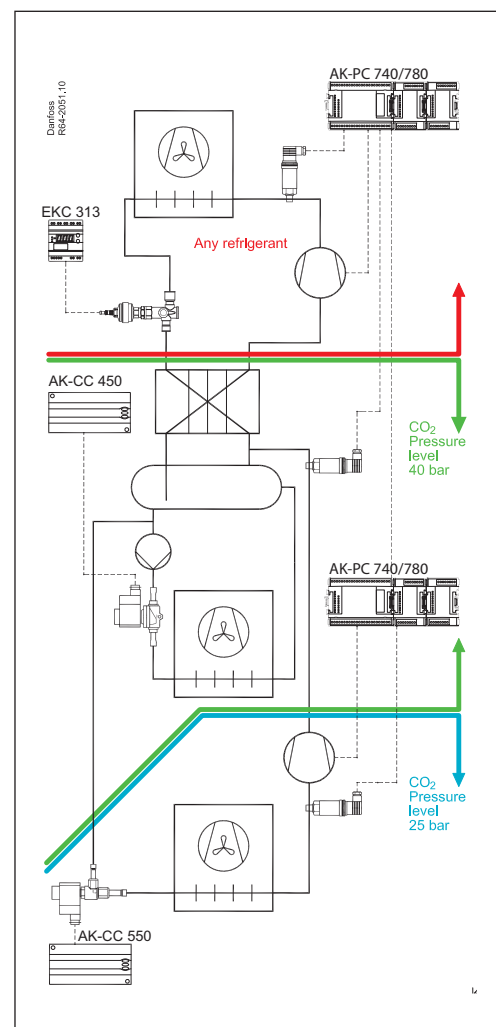 Danfoss
R64-2051.10
AK-PC 740/780
EKC 313
Any refrigerant
AK-CC 450
CO₂
Pressure
level
40 bar
AK-PC 740/780
CO₂
Pressure
level
25 bar
AK-CC 550